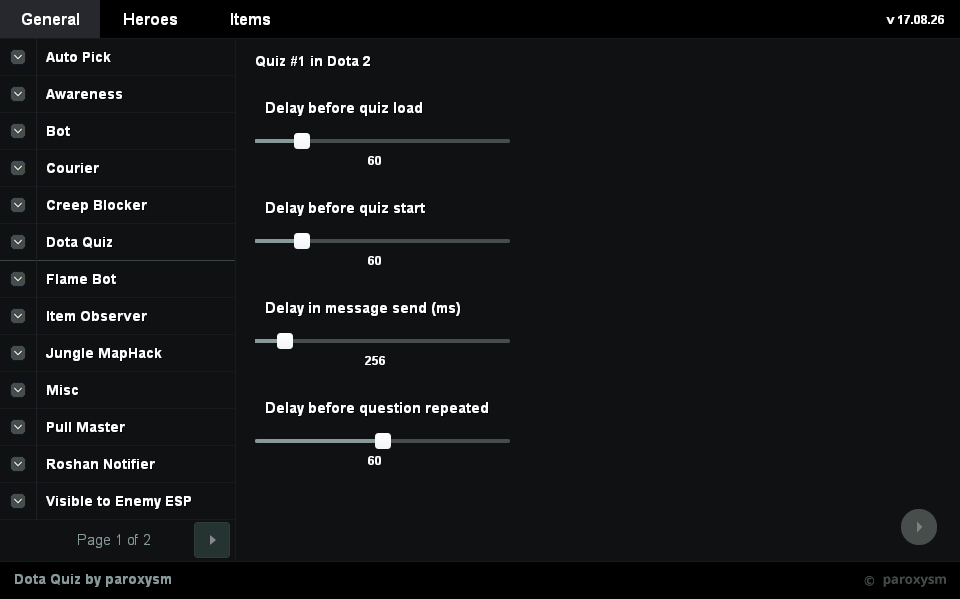 General Heroes Items v 17.08.26
Auto Pick
Awareness
Bot
Courier
Creep Blocker
Dota Quiz
Flame Bot
Item Observer
Jungle MapHack
Misc
Pull Master
Roshan Notifier
Visible to Enemy ESP
Page 1 of 2
Quiz #1 in Dota 2
Delay before quiz load
60
Delay before quiz start
60
Delay in message send (ms)
256
Delay before question repeated
60
Dota Quiz by paroxysm
© paroxysm